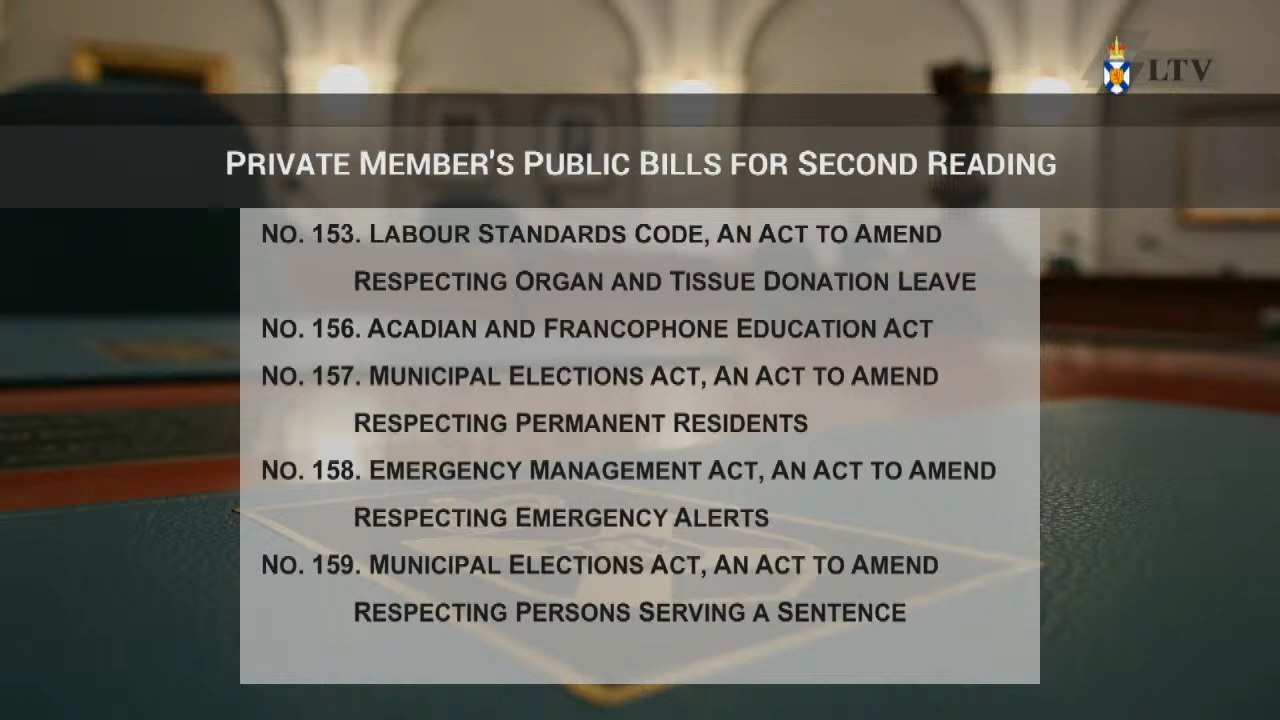 LTV
PRIVATE MEMBER'S PUBLIC BILLS FOR SECOND READING
NO. 153. LABOUR STANDARDS CODE, AN ACT TO AMEND
RESPECTING ORGAN AND TISSUE DONATION LEAVE
NO. 156. ACADIAN AND FRANCOPHONE EDUCATION ACT
NO. 157. MUNICIPAL ELECTIONS ACT, AN ACT TO AMEND
RESPECTING PERMANENT RESIDENTS
NO. 158. EMERGENCY MANAGEMENT ACT, AN ACT TO AMEND
RESPECTING EMERGENCY ALERTS
NO. 159. MUNICIPAL ELECTIONS ACT, AN ACT TO AMEND
RESPECTING PERSONS SERVING A SENTENCE